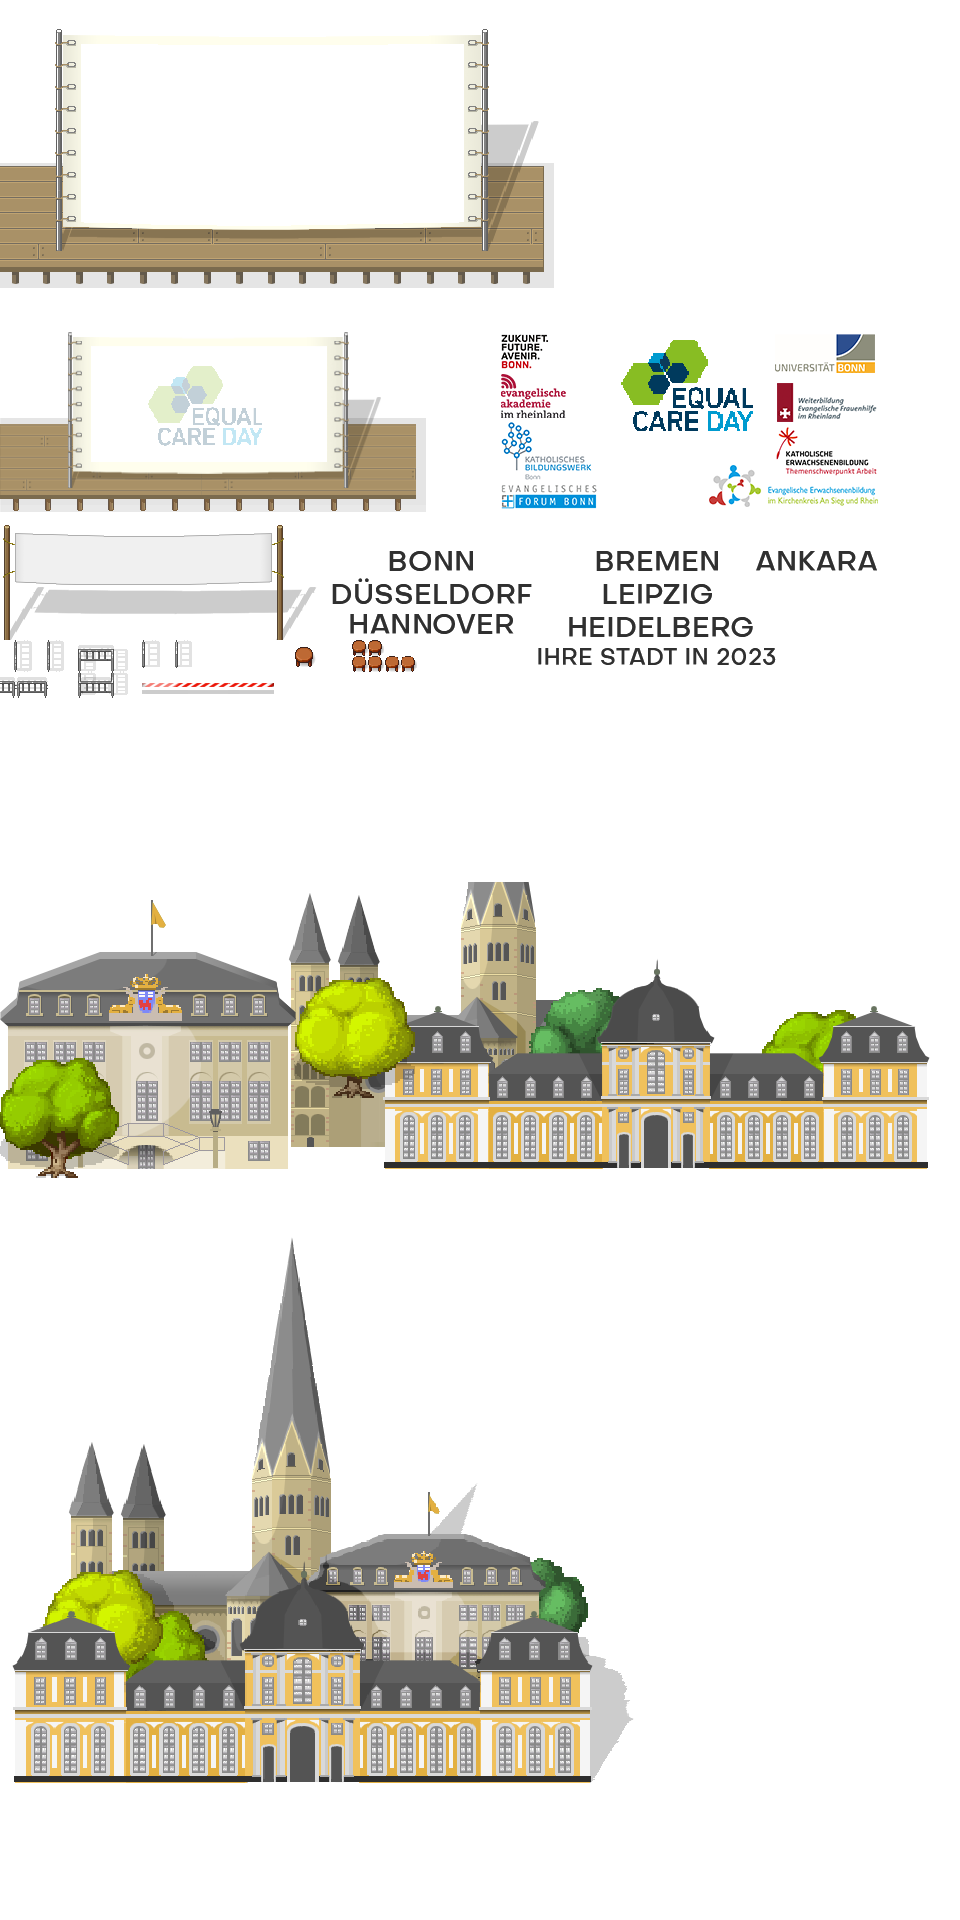 EQUAL
CARE DAY
ZUKUNFT.
FUTURE.
AVENIR.
BONN.
evangelische
akademie
im rheinland
KATHOLISCHES
BILDUNGSWERK
Bonn
EVANGELISCHES
FORUM BONN
EQUAL
CARE DAY
UNIVERSITÄT BONN
Weiterbildung
Evangelische Frauenhilfe
im Rheinland
KATHOLISCHE
ERWACHSENENBILDUNG
Themenschwerpunkt Arbeit
Evangelische Erwachsenenbildung
im Kirchenkreis An Sieg und Rhein
BONN
BREMEN
ANKARA
DÜSSELDORF
LEIPZIG
HANNOVER
HEIDELBERG
IHRE STADT IN 2023